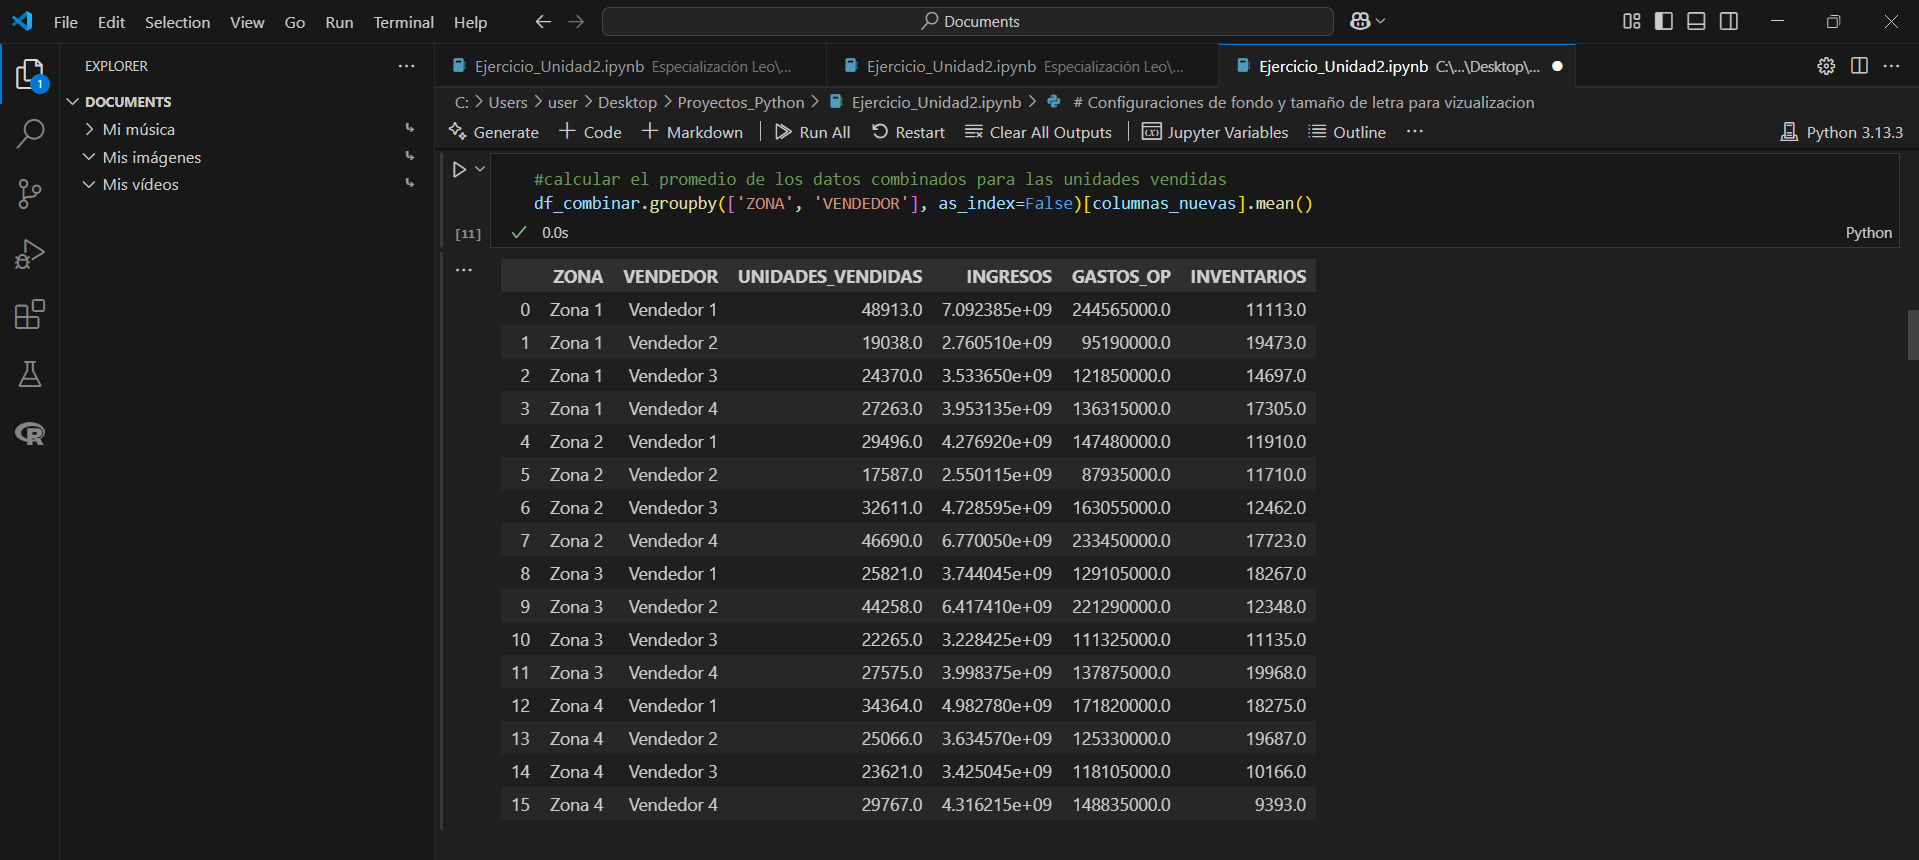 File Edit Selection View Go Run Terminal Help
Documents
EXPLORER
DOCUMENTS
Mi música
Mis imágenes
Mis vídeos
1
R
Ejercicio_Unidad2.ipynb Especialización Leo\... Ejercicio_Unidad2.ipynb Especialización Leo\... Ejercicio_Unidad2.ipynb C:\...\Desktop\...
C: > Users > user > Desktop > Proyectos_Python > Ejercicio_Unidad2.ipynb > # Configuraciones de fondo y tamaño de letra para vizualizacion
Generate + Code + Markdown Run All Restart Clear All Outputs Jupyter Variables Outline ... Python 3.13.3
#calcular el promedio de los datos combinados para las unidades vendidas
df_combinar.groupby(['ZONA', 'VENDEDOR'], as_index=False)[columnas_nuevas].mean()
[11] 0.0s Python
ZONA VENDEDOR UNIDADES_VENDIDAS INGRESOS GASTOS_OP INVENTARIOS
0 Zona 1 Vendedor 1 48913.0 7.092385e+09 244565000.0 11113.0
1 Zona 1 Vendedor 2 19038.0 2.760510e+09 95190000.0 19473.0
2 Zona 1 Vendedor 3 24370.0 3.533650e+09 121850000.0 14697.0
3 Zona 1 Vendedor 4 27263.0 3.953135e+09 136315000.0 17305.0
4 Zona 2 Vendedor 1 29496.0 4.276920e+09 147480000.0 11910.0
5 Zona 2 Vendedor 2 17587.0 2.550115e+09 87935000.0 11710.0
6 Zona 2 Vendedor 3 32611.0 4.728595e+09 163055000.0 12462.0
7 Zona 2 Vendedor 4 46690.0 6.770050e+09 233450000.0 17723.0
8 Zona 3 Vendedor 1 25821.0 3.744045e+09 129105000.0 18267.0
9 Zona 3 Vendedor 2 44258.0 6.417410e+09 221290000.0 12348.0
10 Zona 3 Vendedor 3 22265.0 3.228425e+09 111325000.0 11135.0
11 Zona 3 Vendedor 4 27575.0 3.998375e+09 137875000.0 19968.0
12 Zona 4 Vendedor 1 34364.0 4.982780e+09 171820000.0 18275.0
13 Zona 4 Vendedor 2 25066.0 3.634570e+09 125330000.0 19687.0
14 Zona 4 Vendedor 3 23621.0 3.425045e+09 118105000.0 10166.0
15 Zona 4 Vendedor 4 29767.0 4.316215e+09 148835000.0 9393.0